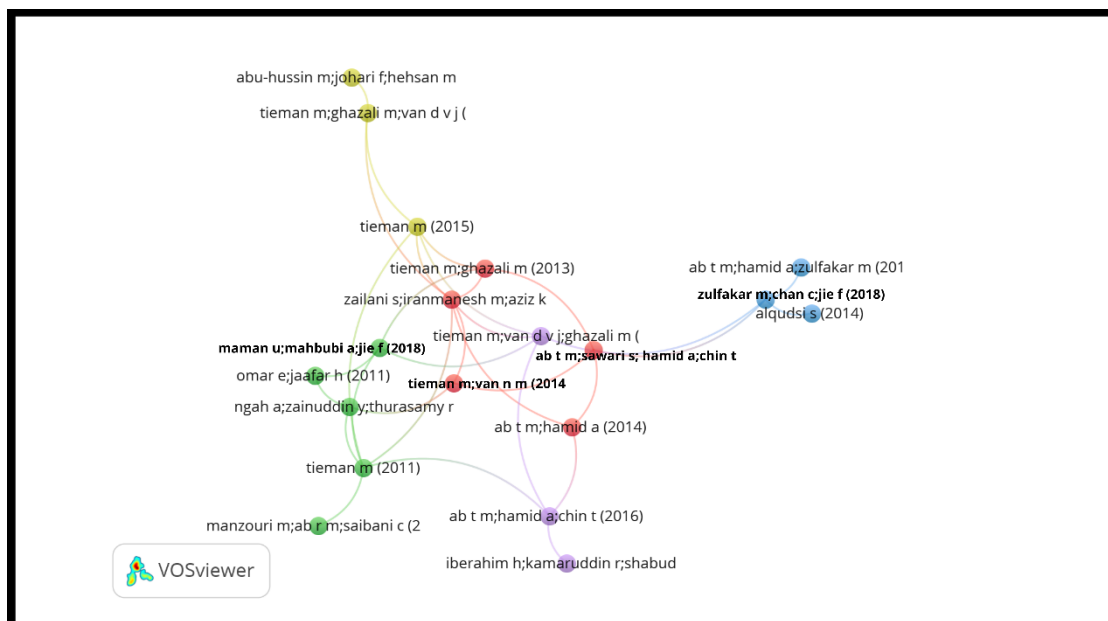 abu-hussin m;johari f;hehsan m
tieman m;ghazali m;van d v j (
tieman m (2015)
tieman m;ghazali m (2013)
ab t m;hamid a;zulfakar m (201
zailani s;iranmanesh m;aziz k
zulfakar m;chan c;jie f (2018)
alqudsi s (2014)
tieman m;van d v j;ghazali m (
maman u;mahbubi a;jie f (2018)
ab t m;sawari s; hamid a;chin t
omar e;jaafar h (2011)
tieman m;van n m (2014
ngah a;zainuddin y;thurasamy r
ab t m;hamid a (2014)
tieman m (2011)
ab t m;hamid a;chin t (2016)
manzouri m;ab r m;saibani c (2
iberahim h;kamaruddin r;shabud
VOSviewer